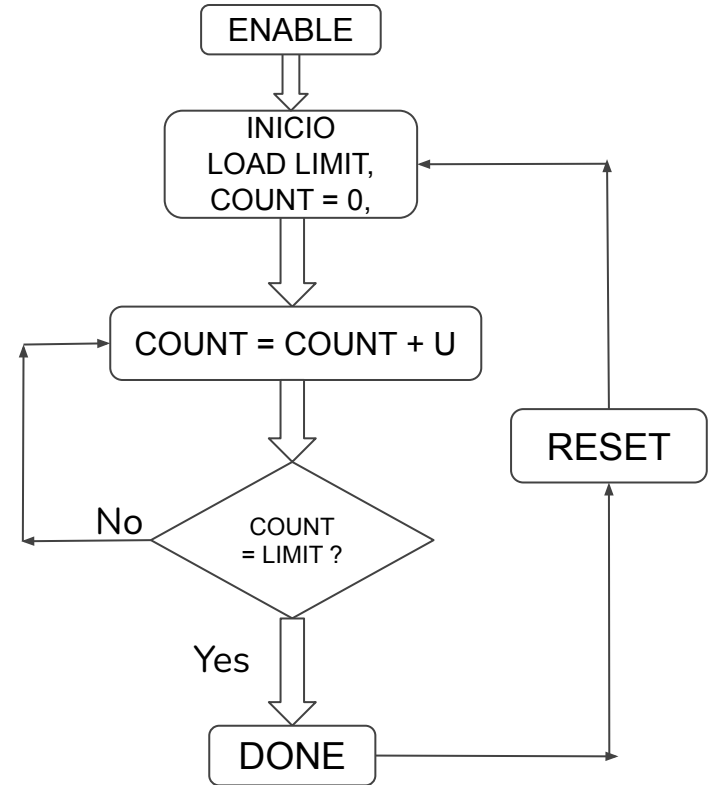 ENABLE
INICIO
LOAD LIMIT,
COUNT = 0,
COUNT = COUNT + U
RESET
No
COUNT
= LIMIT ?
Yes
DONE